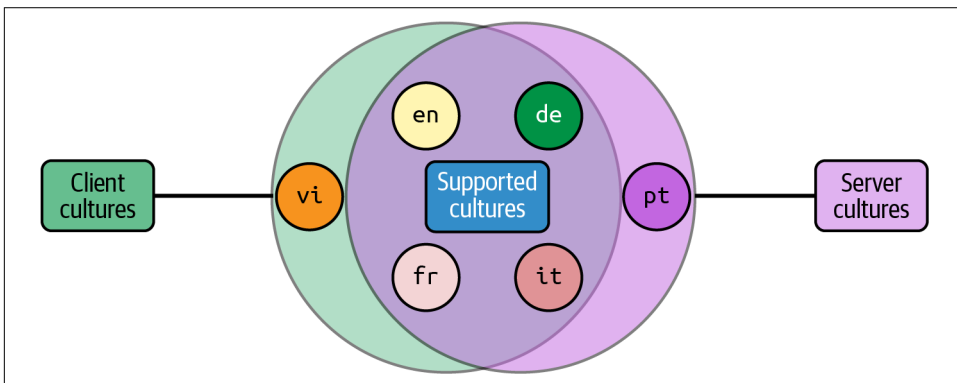 en
de
Client
cultures
vi
Supported
cultures
pt
Server
cultures
fr
it